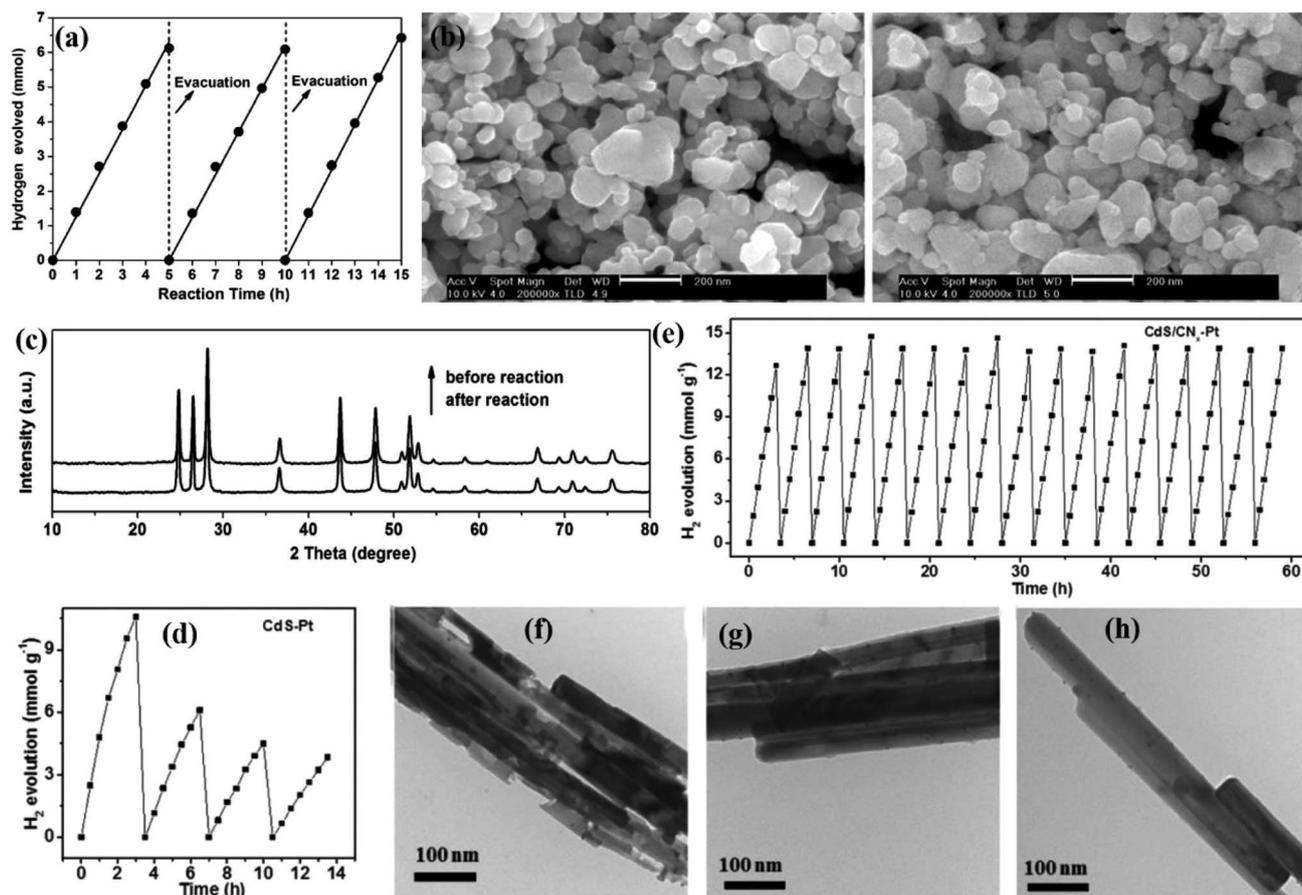 (a)
Hydrogen evolved (mmol)
7
6
5
4
3
2
1
0
Evacuation
Evacuation
0 1 2 3 4 5 6 7 8 9 10 11 12 13 14 15
Reaction Time (h)
(b)
Acc.V Spot Magn Det WD 200 nm
10.0 kV 4.0 200000x TLD 4.9
Acc.V Spot Magn Det WD 200 nm
10.0 kV 4.0 200000x TLD 5.0
(c)
Intensity (a.u.)
before reaction
after reaction
10 20 30 40 50 60 70 80
2 Theta (degree)
(e)
CdS/CNx-Pt
H2 evolution (mmol g-1)
15
12
9
6
3
0
0 10 20 30 40 50 60
Time (h)
(d)
CdS-Pt
H2 evolution (mmol g-1)
9
6
3
0
0 2 4 6 8 10 12 14
Time (h)
(f)
100 nm
(g)
100 nm
(h)
100 nm